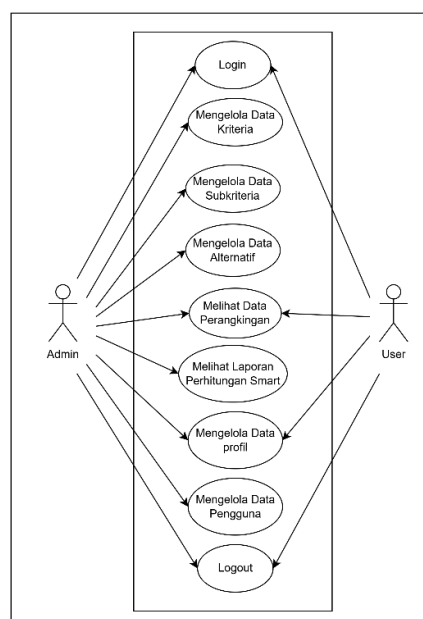 Login
Mengelola Data
Kriteria
Mengelola Data
Subkriteria
Mengelola Data
Alternatif
Melihat Data
Perangkingan
Admin
User
Melihat Laporan
Perhitungan Smart
Mengelola Data
profil
Mengelola Data
Pengguna
Logout